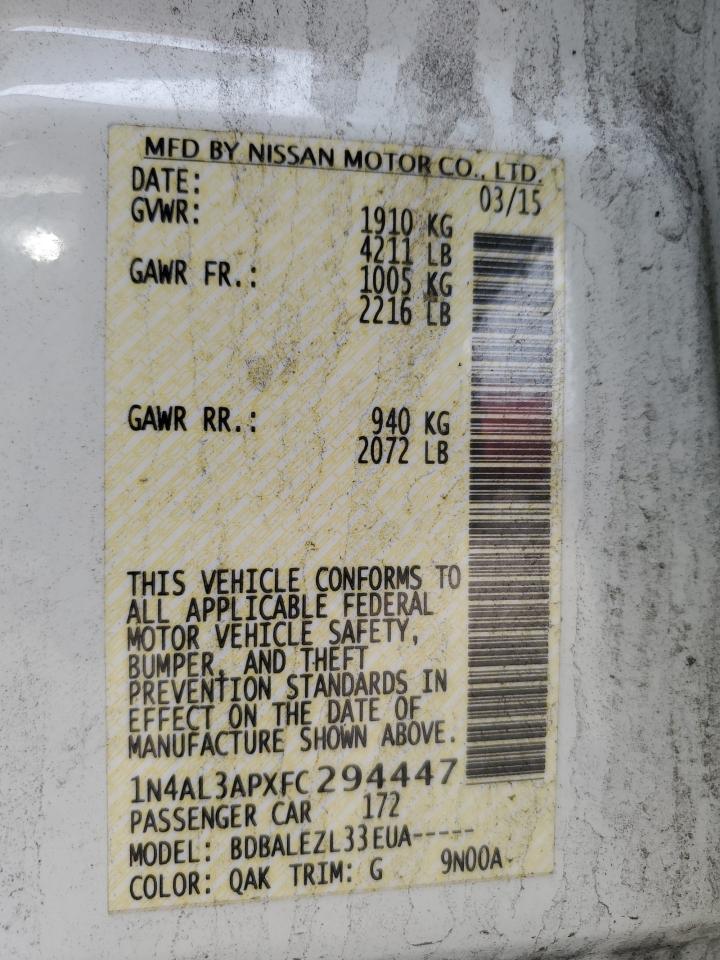 MFD BY NISSAN MOTOR CO., LTD.
DATE: 03/15
GVWR: 1910 KG
4211 LB
GAWR FR.: 1005 KG
2216 LB
GAWR RR.: 940 KG
2072 LB
THIS VEHICLE CONFORMS TO
ALL APPLICABLE FEDERAL
MOTOR VEHICLE SAFETY,
BUMPER, AND THEFT
PREVENTION STANDARDS IN
EFFECT ON THE DATE OF
MANUFACTURE SHOWN ABOVE.
1N4AL3APXFC294447
PASSENGER CAR 172
MODEL: BDBALEZL33EUA-----
COLOR: QAK TRIM: G 9N00A